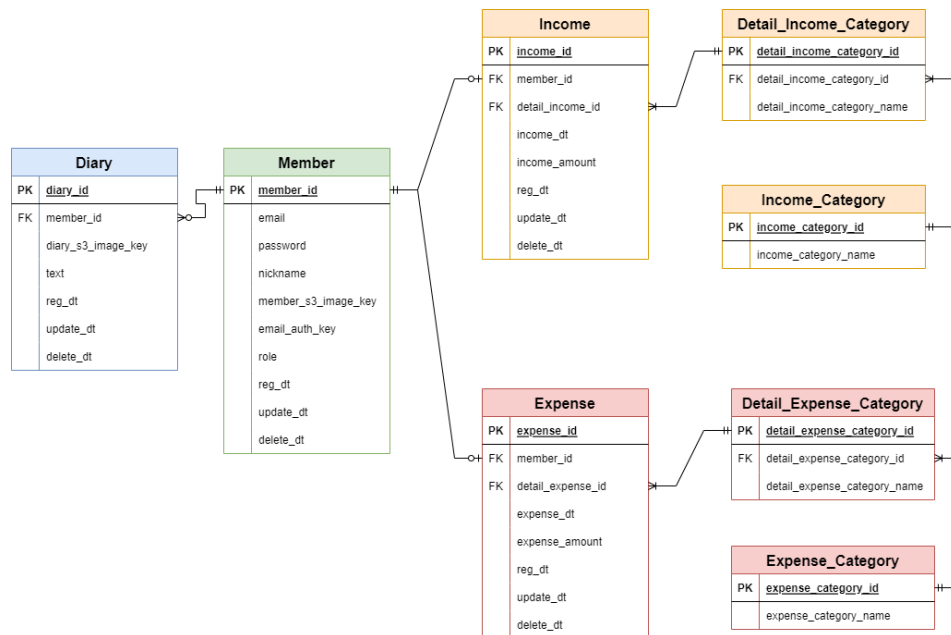 Diary
PK diary_id
FK member_id
diary_s3_image_key
text
reg_dt
update_dt
delete_dt
Member
PK member_id
email
password
nickname
member_s3_image_key
email_auth_key
role
reg_dt
update_dt
delete_dt
Income
PK income_id
FK member_id
FK detail_income_id
income_dt
income_amount
reg_dt
update_dt
delete_dt
Detail_Income_Category
PK detail_income_category_id
FK detail_income_category_id
detail_income_category_name
Income_Category
PK income_category_id
income_category_name
Expense
PK expense_id
FK member_id
FK detail_expense_id
expense_dt
expense_amount
reg_dt
update_dt
delete_dt
Detail_Expense_Category
PK detail_expense_category_id
FK detail_expense_category_id
detail_expense_category_name
Expense_Category
PK expense_category_id
expense_category_name